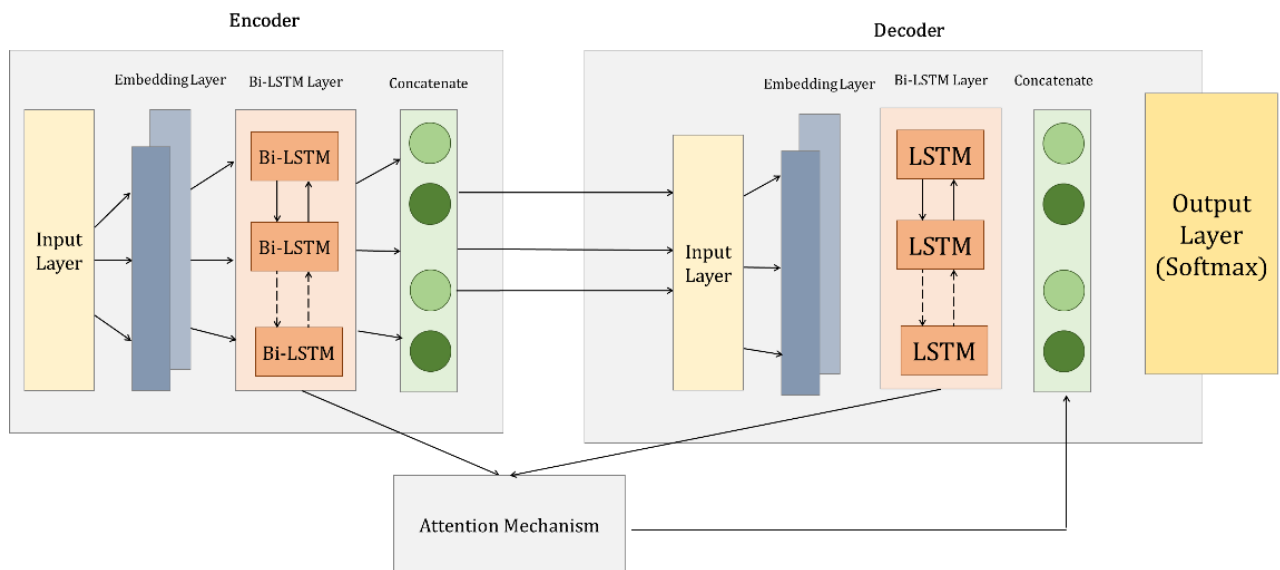 Encoder
Embedding Layer
Bi-LSTM Layer
Concatenate
Input
Layer
Bi-LSTM
Bi-LSTM
Bi-LSTM
Decoder
Embedding Layer
Bi-LSTM Layer
Concatenate
Input
Layer
LSTM
LSTM
LSTM
Output
Layer
(Softmax)
Attention Mechanism